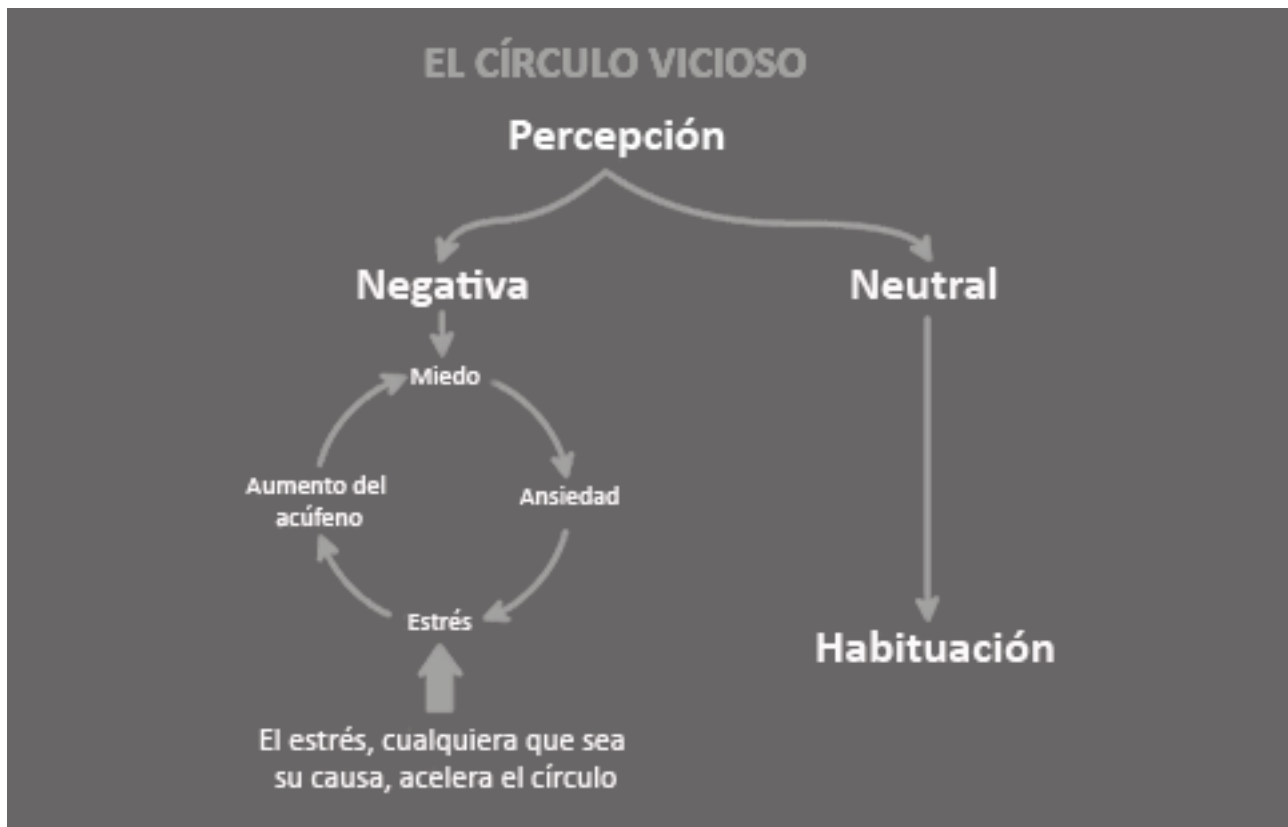 EL CÍRCULO VICIOSO
Percepción
Negativa
Neutral
Miedo
Ansiedad
Estrés
Aumento del
acúfeno
Habituación
El estrés, cualquiera que sea
su causa, acelera el círculo